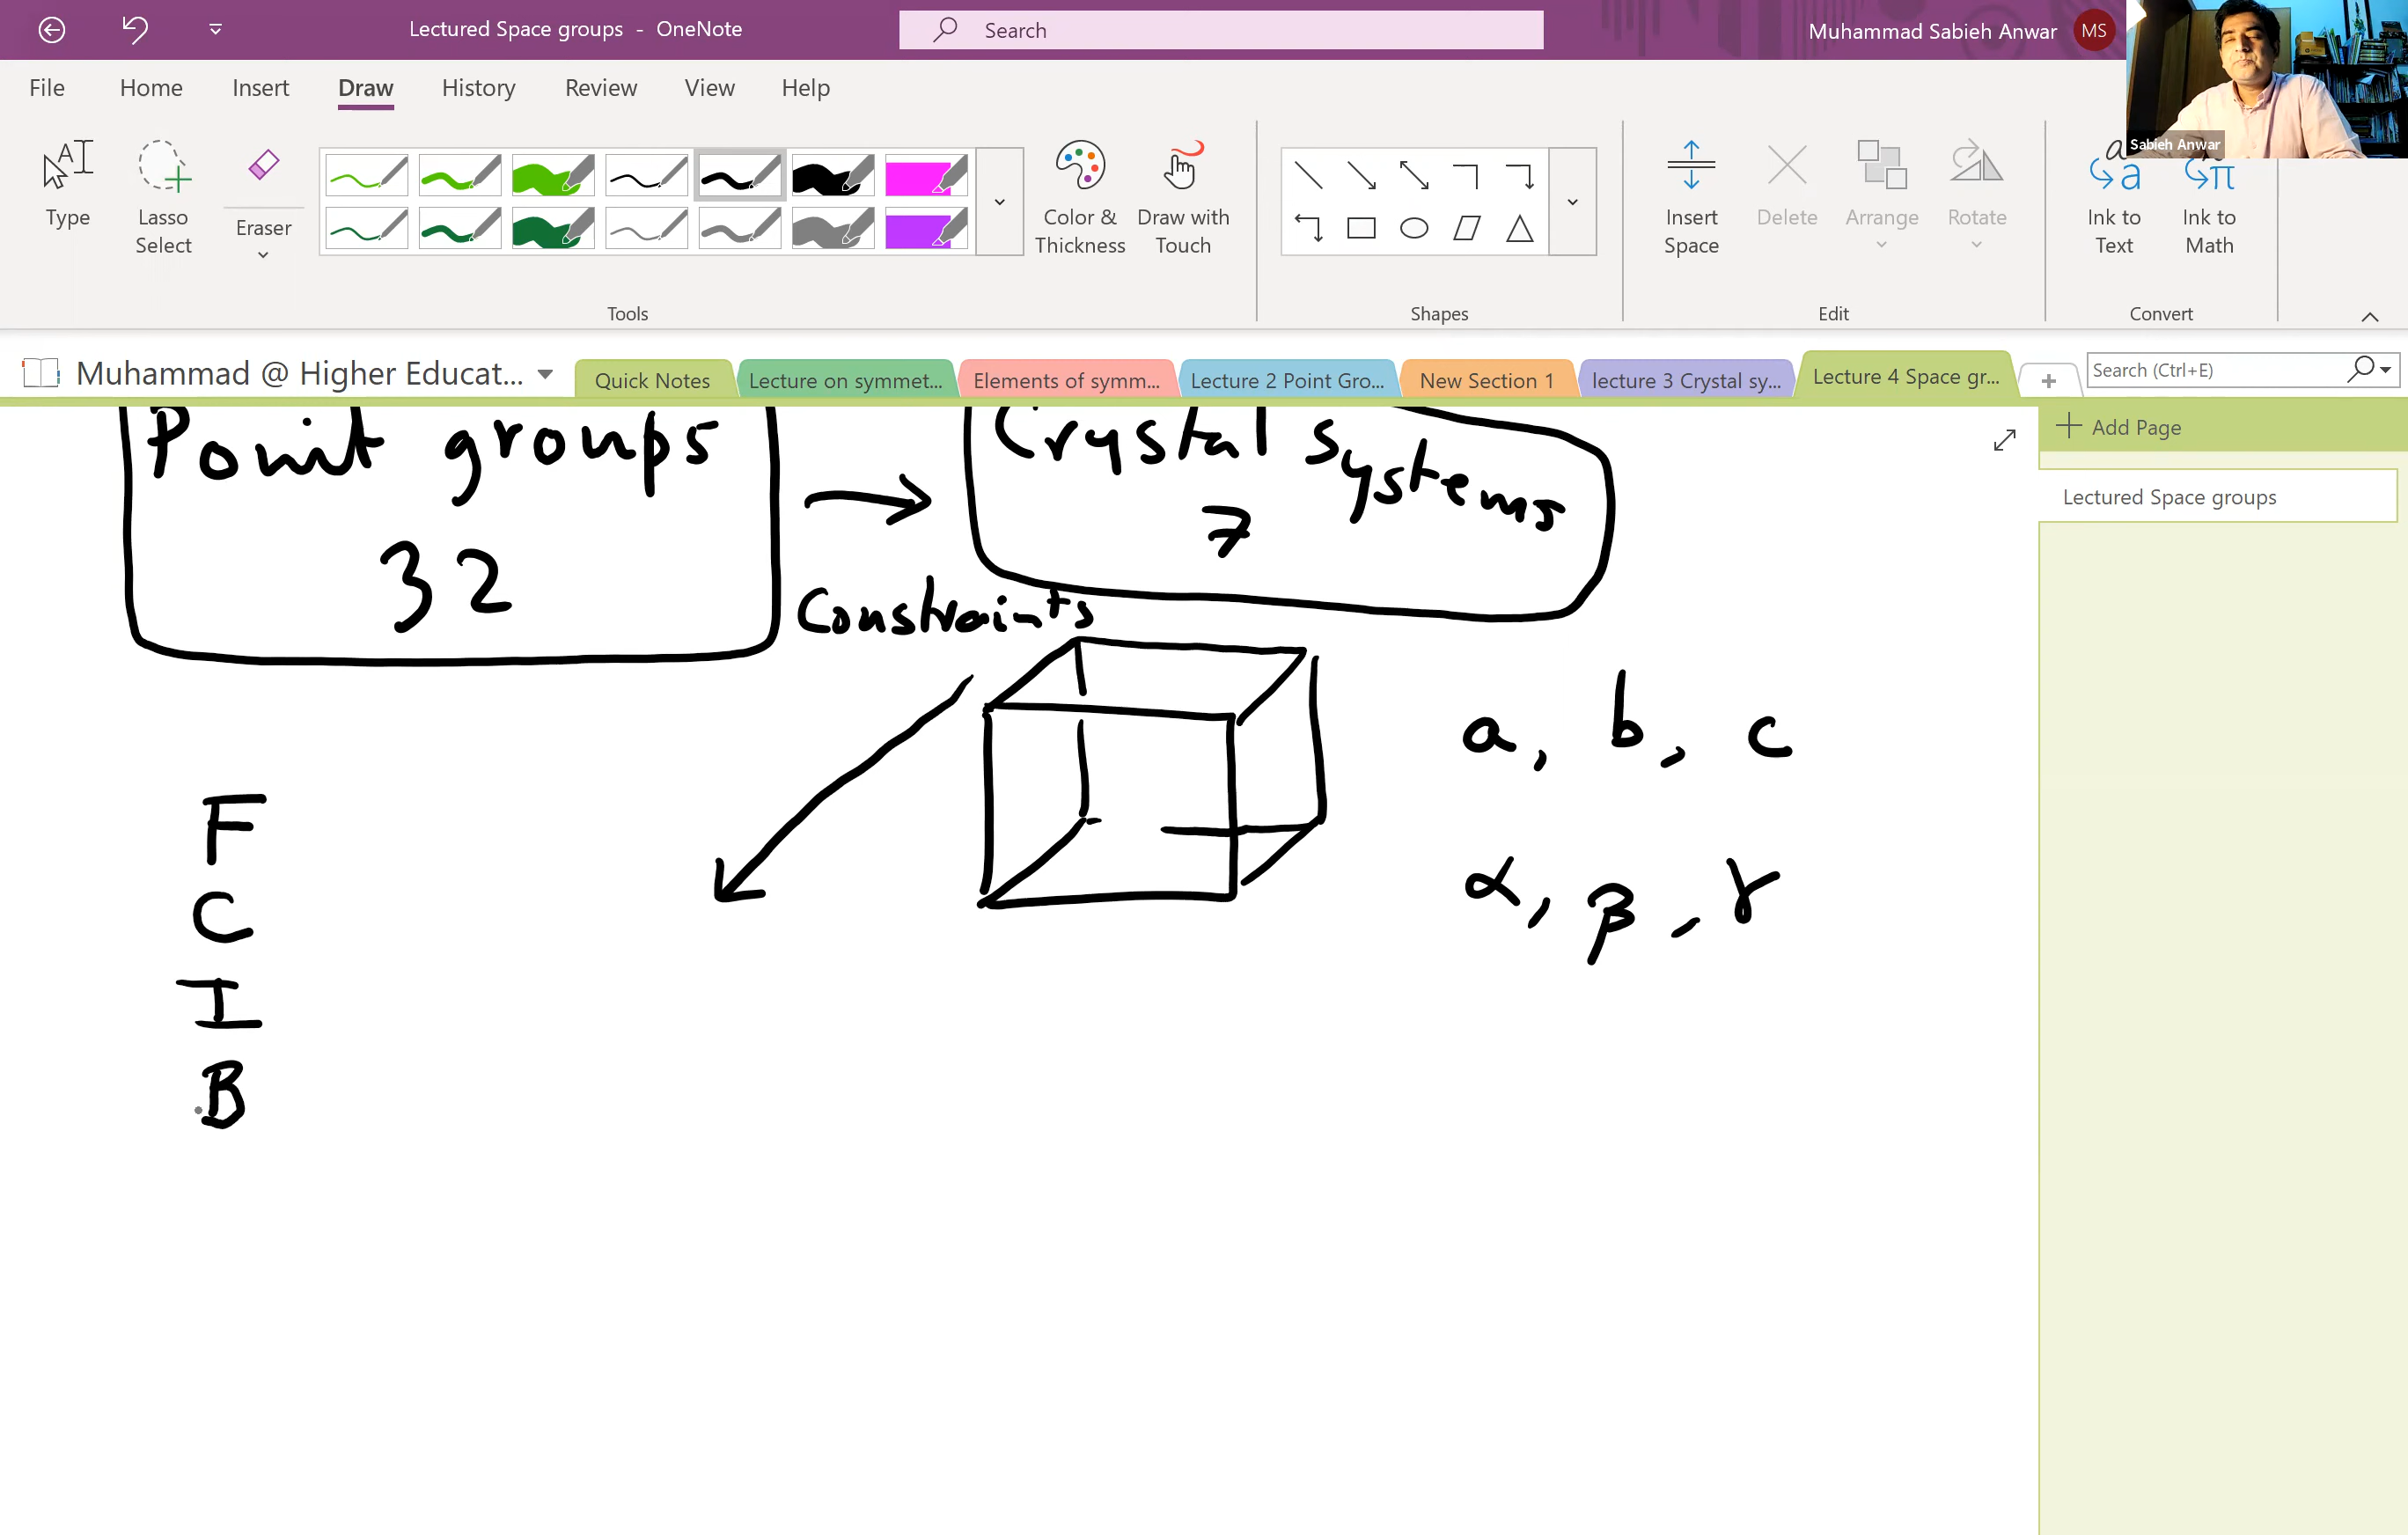 Lectured Space groups - OneNote
Search
Muhammad Sabieh Anwar
MS
File Home Insert Draw History Review View Help
Sabieh Anwar
Type
Lasso Select
Eraser
Color & Thickness
Draw with Touch
Insert Space
Delete
Arrange
Rotate
Ink to Text
Ink to Math
Tools
Shapes
Edit
Convert
Muhammad @ Higher Educat...
Quick Notes
Lecture on symmet...
Elements of symm...
Lecture 2 Point Gro...
New Section 1
lecture 3 Crystal sy...
Lecture 4 Space gr...
Search (Ctrl+E)
Add Page
Lectured Space groups
Point groups
32
Crystal Systems
7
Constraints
a, b, c
α, β, γ
F
C
I
B